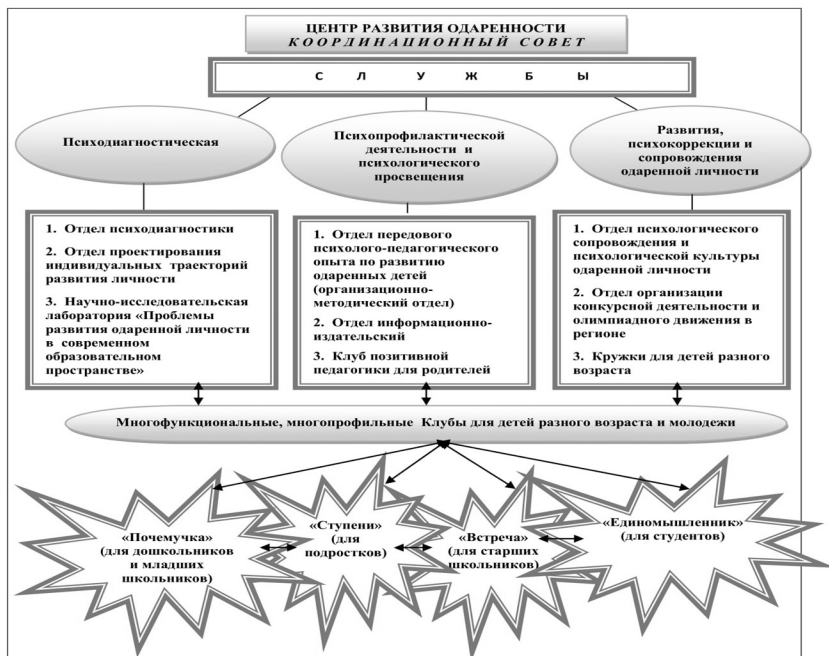 ЦЕНТР РАЗВИТИЯ ОДАРЕННОСТИ
КООРДИНАЦИОННЫЙ СОВЕТ
СЛУЖБЫ
Психодиагностическая
Психопрофилактической
деятельности и
психологического
просвещения
Развития,
психокоррекции и
сопровождения
одаренной личности
1. Отдел психодиагностики
2. Отдел проектирования
индивидуальных траекторий
развития личности
3. Научно-исследовательская
лаборатория «Проблемы
развития одаренной личности
в современном
образовательном
пространстве»
1. Отдел передового
психолого-педагогического
опыта по развитию
одаренных детей
(организационно-
методический отдел)
2. Отдел информационно-
издательский
3. Клуб позитивной
педагогики для родителей
1. Отдел психологического
сопровождения и
психологической культуры
одаренной личности
2. Отдел организации
конкурсной деятельности и
олимпиадного движения в
регионе
3. Кружки для детей разного
возраста
Многофункциональные, многопрофильные Клубы для детей разного возраста и молодежи
«Почемучка»
(для дошкольников
и младших
школьников)
«Ступени»
(для
подростков)
«Встреча»
(для старших
школьников)
«Единомышленник»
(для студентов)